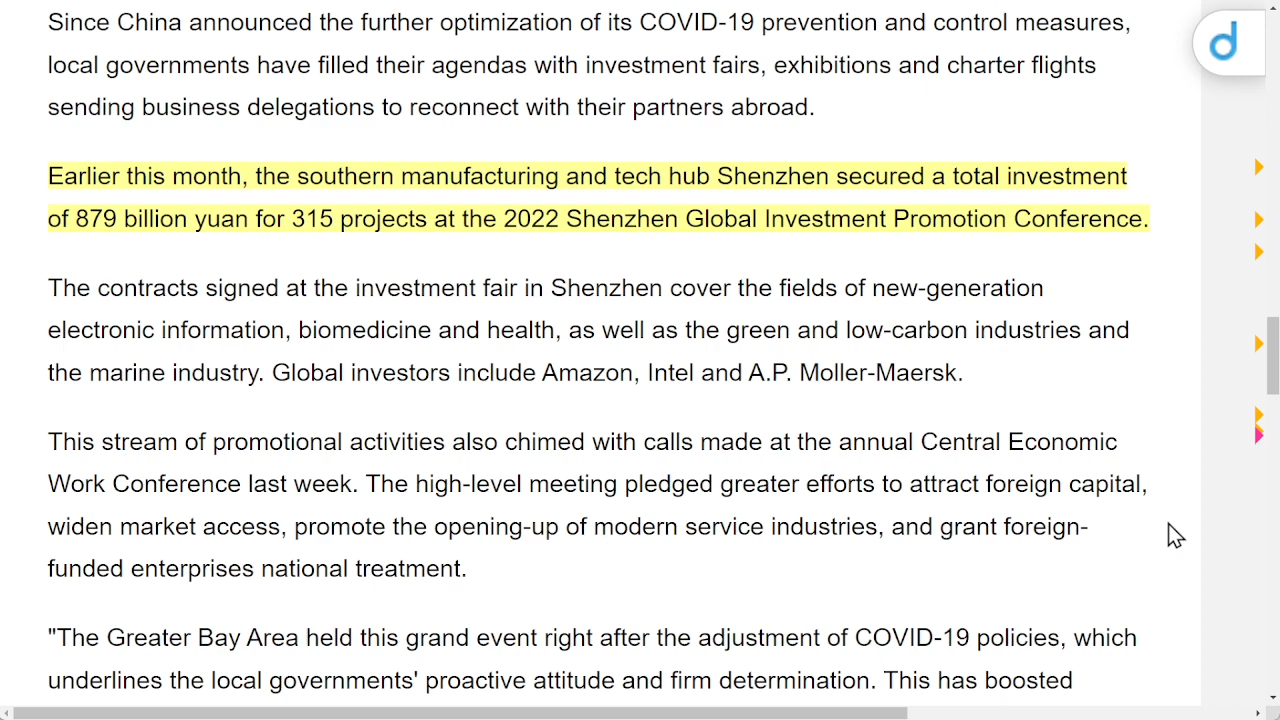 Since China announced the further optimization of its COVID-19 prevention and control measures,
local governments have filled their agendas with investment fairs, exhibitions and charter flights
sending business delegations to reconnect with their partners abroad.
Earlier this month, the southern manufacturing and tech hub Shenzhen secured a total investment
of 879 billion yuan for 315 projects at the 2022 Shenzhen Global Investment Promotion Conference.
The contracts signed at the investment fair in Shenzhen cover the fields of new-generation
electronic information, biomedicine and health, as well as the green and low-carbon industries and
the marine industry. Global investors include Amazon, Intel and A.P. Moller-Maersk.
This stream of promotional activities also chimed with calls made at the annual Central Economic
Work Conference last week. The high-level meeting pledged greater efforts to attract foreign capital,
widen market access, promote the opening-up of modern service industries, and grant foreign-
funded enterprises national treatment.
"The Greater Bay Area held this grand event right after the adjustment of COVID-19 policies, which
underlines the local governments' proactive attitude and firm determination. This has boosted